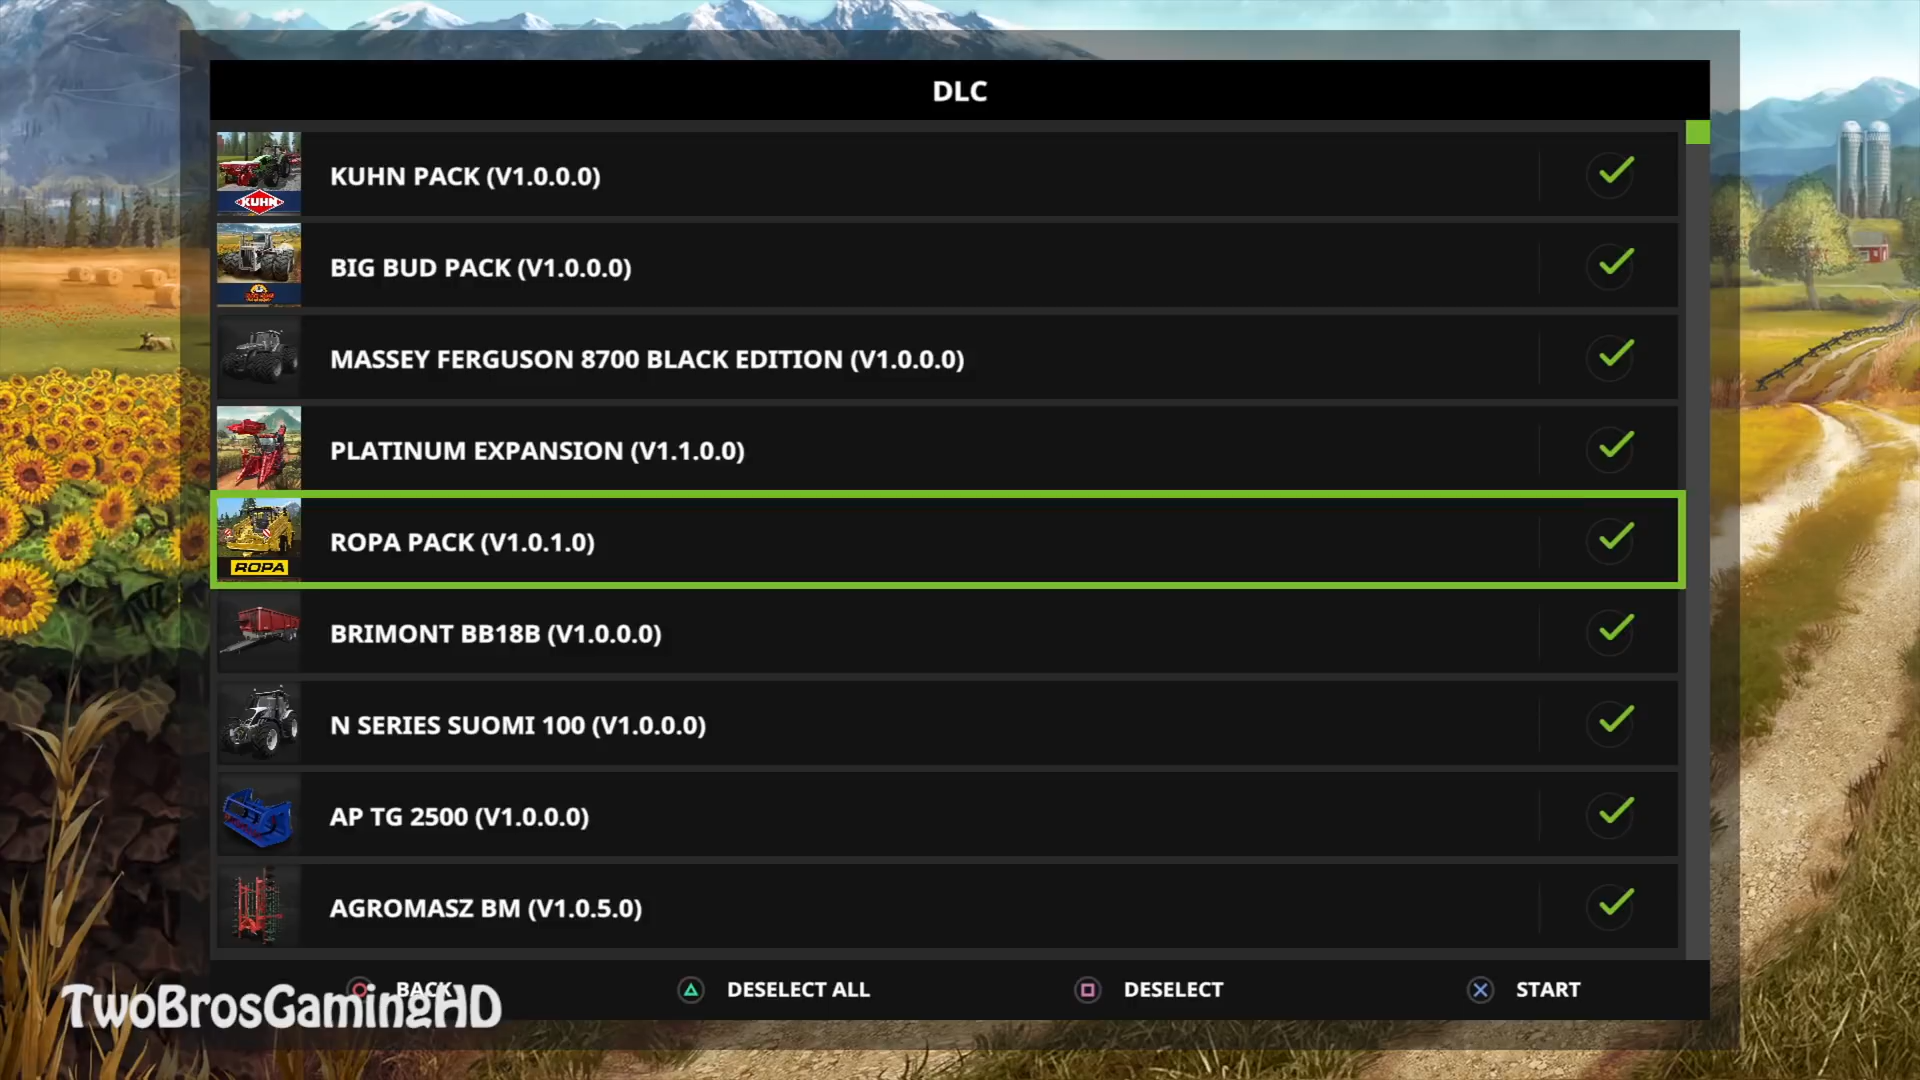 DLC
KUHN
KUHN PACK (V1.0.0.0)
BIG BUD PACK (V1.0.0.0)
MASSEY FERGUSON 8700 BLACK EDITION (V1.0.0.0)
PLATINUM EXPANSION (V1.1.0.0)
ROPA
ROPA PACK (V1.0.1.0)
BRIMONT BB18B (V1.0.0.0)
N SERIES SUOMI 100 (V1.0.0.0)
AP TG 2500 (V1.0.0.0)
AGROMASZ BM (V1.0.5.0)
BACK
DESELECT ALL
DESELECT
START
TwoBrosGamingHD